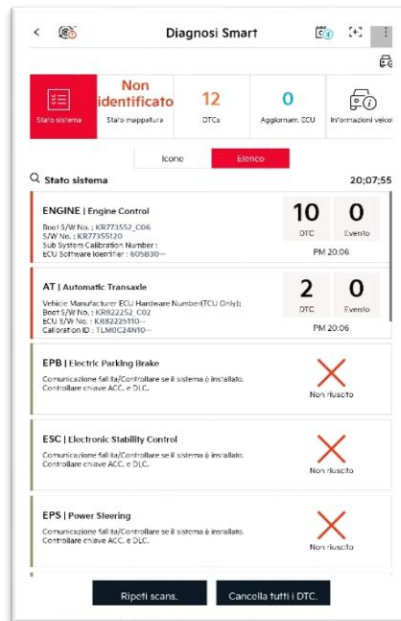 Diagnosi Smart
Non identificato
Stato sistema
Stato mappatura
12
DTCs
0
Aggiornam. ECU
Informazioni veicol
Icone
Elenco
Stato sistema
20:07:55
ENGINE | Engine Control
Boot S/W No. : KR773552_C06
S/W No. : KR77355120
Sub System Calibration Number :
ECU Software Identifier : 605B30···
10
DTC
0
Evento
PM 20:06
AT | Automatic Transaxle
Vehicle Manufacturer ECU Hardware Number(TCU Only):
Boot S/W No. : KR822252_C02
ECU S/W No. : KR82225110···
Calibration ID : TLM0C24N10···
2
DTC
0
Evento
PM 20:06
EPB | Electric Parking Brake
Comunicazione fallita/Controllare se il sistema è installato.
Controllare chiave ACC. e DLC.
Non riuscito
ESC | Electronic Stability Control
Comunicazione fallita/Controllare se il sistema è installato.
Controllare chiave ACC. e DLC.
Non riuscito
EPS | Power Steering
Comunicazione fallita/Controllare se il sistema è installato.
Controllare chiave ACC. e DLC.
Non riuscito
Ripeti scans.
Cancella tutti i DTC.